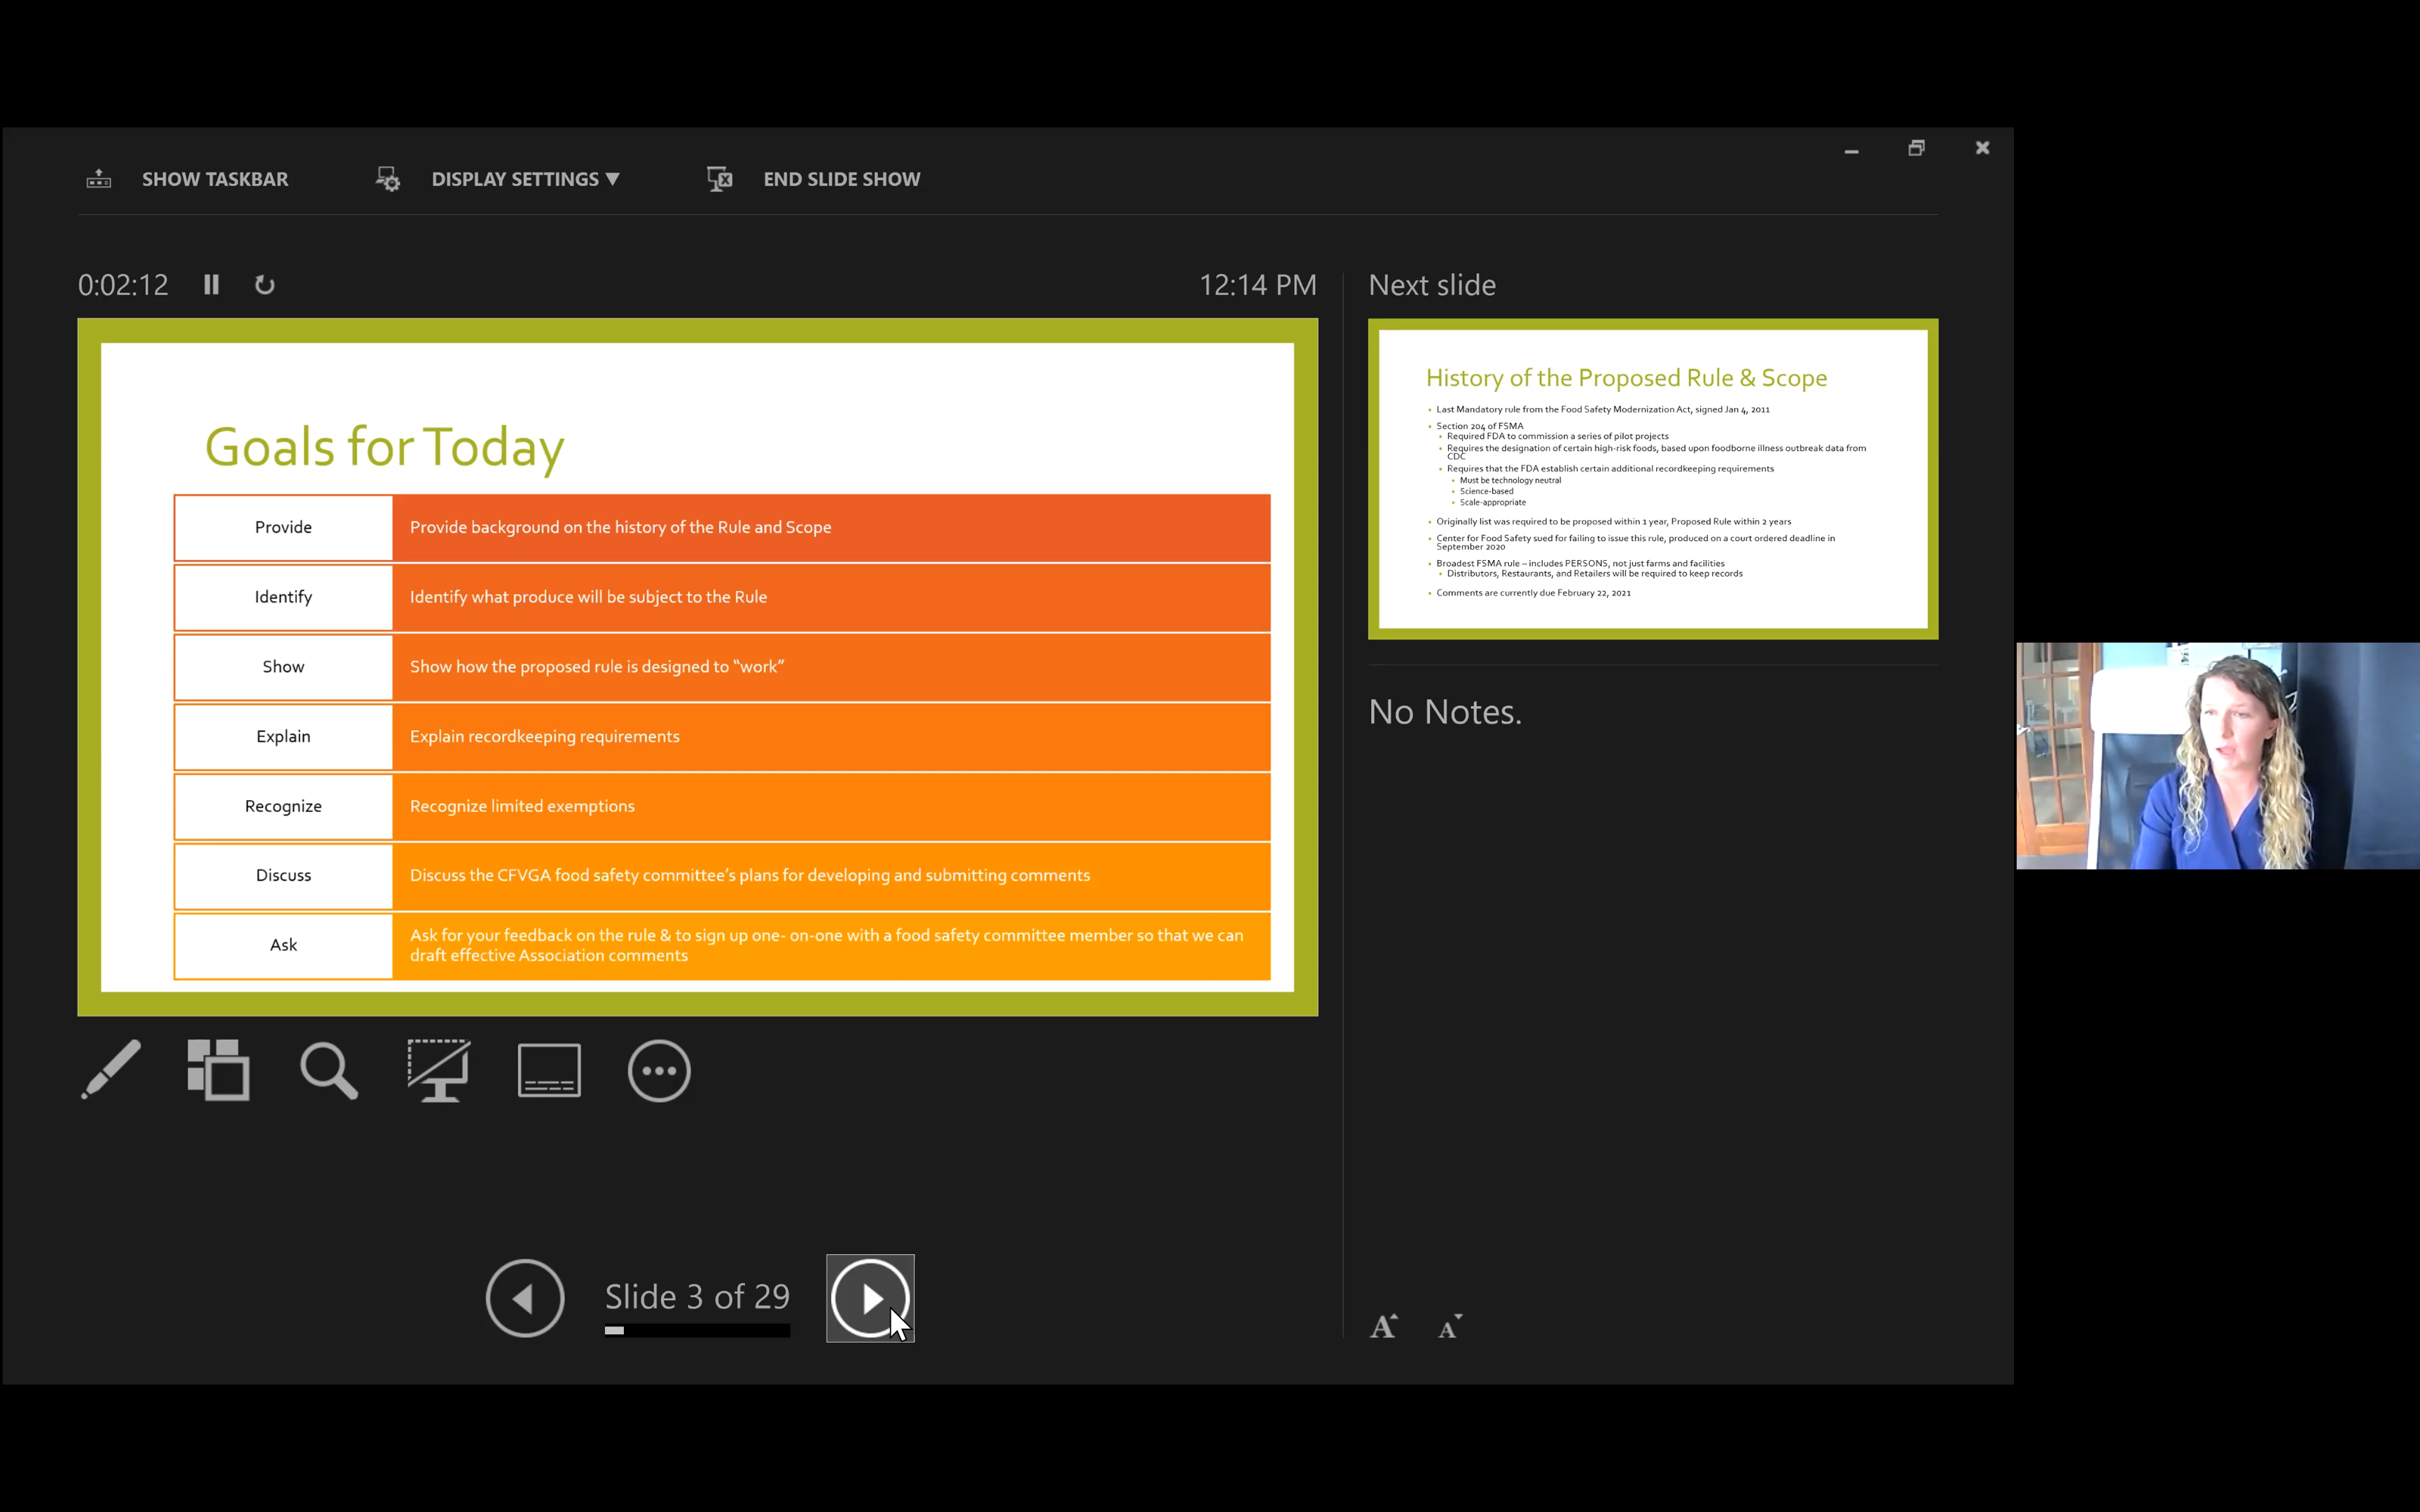 SHOW TASKBAR
DISPLAY SETTINGS ▼
END SLIDE SHOW
0:02:12
12:14 PM
Goals for Today
Provide
Provide background on the history of the Rule and Scope
Identify
Identify what produce will be subject to the Rule
Show
Show how the proposed rule is designed to “work”
Explain
Explain recordkeeping requirements
Recognize
Recognize limited exemptions
Discuss
Discuss the CFVGA food safety committee’s plans for developing and submitting comments
Ask
Ask for your feedback on the rule & to sign up one- on-one with a food safety committee member so that we can
draft effective Association comments
Slide 3 of 29
Next slide
History of the Proposed Rule & Scope
Last Mandatory rule from the Food Safety Modernization Act, signed Jan 4, 2011
Section 204 of FSMA
Required FDA to commission a series of pilot projects
Requires the designation of certain high-risk foods, based upon foodborne illness outbreak data from
CDC
Requires that the FDA establish certain additional recordkeeping requirements
Must be technology neutral
Science-based
Scale-appropriate
Originally list was required to be proposed within 1 year, Proposed Rule within 2 years
Center for Food Safety sued for failing to issue this rule, produced on a court ordered deadline in
September 2020
Broadest FSMA rule – includes PERSONS, not just farms and facilities
Distributors, Restaurants, and Retailers will be required to keep records
Comments are currently due February 22, 2021
No Notes.
A A